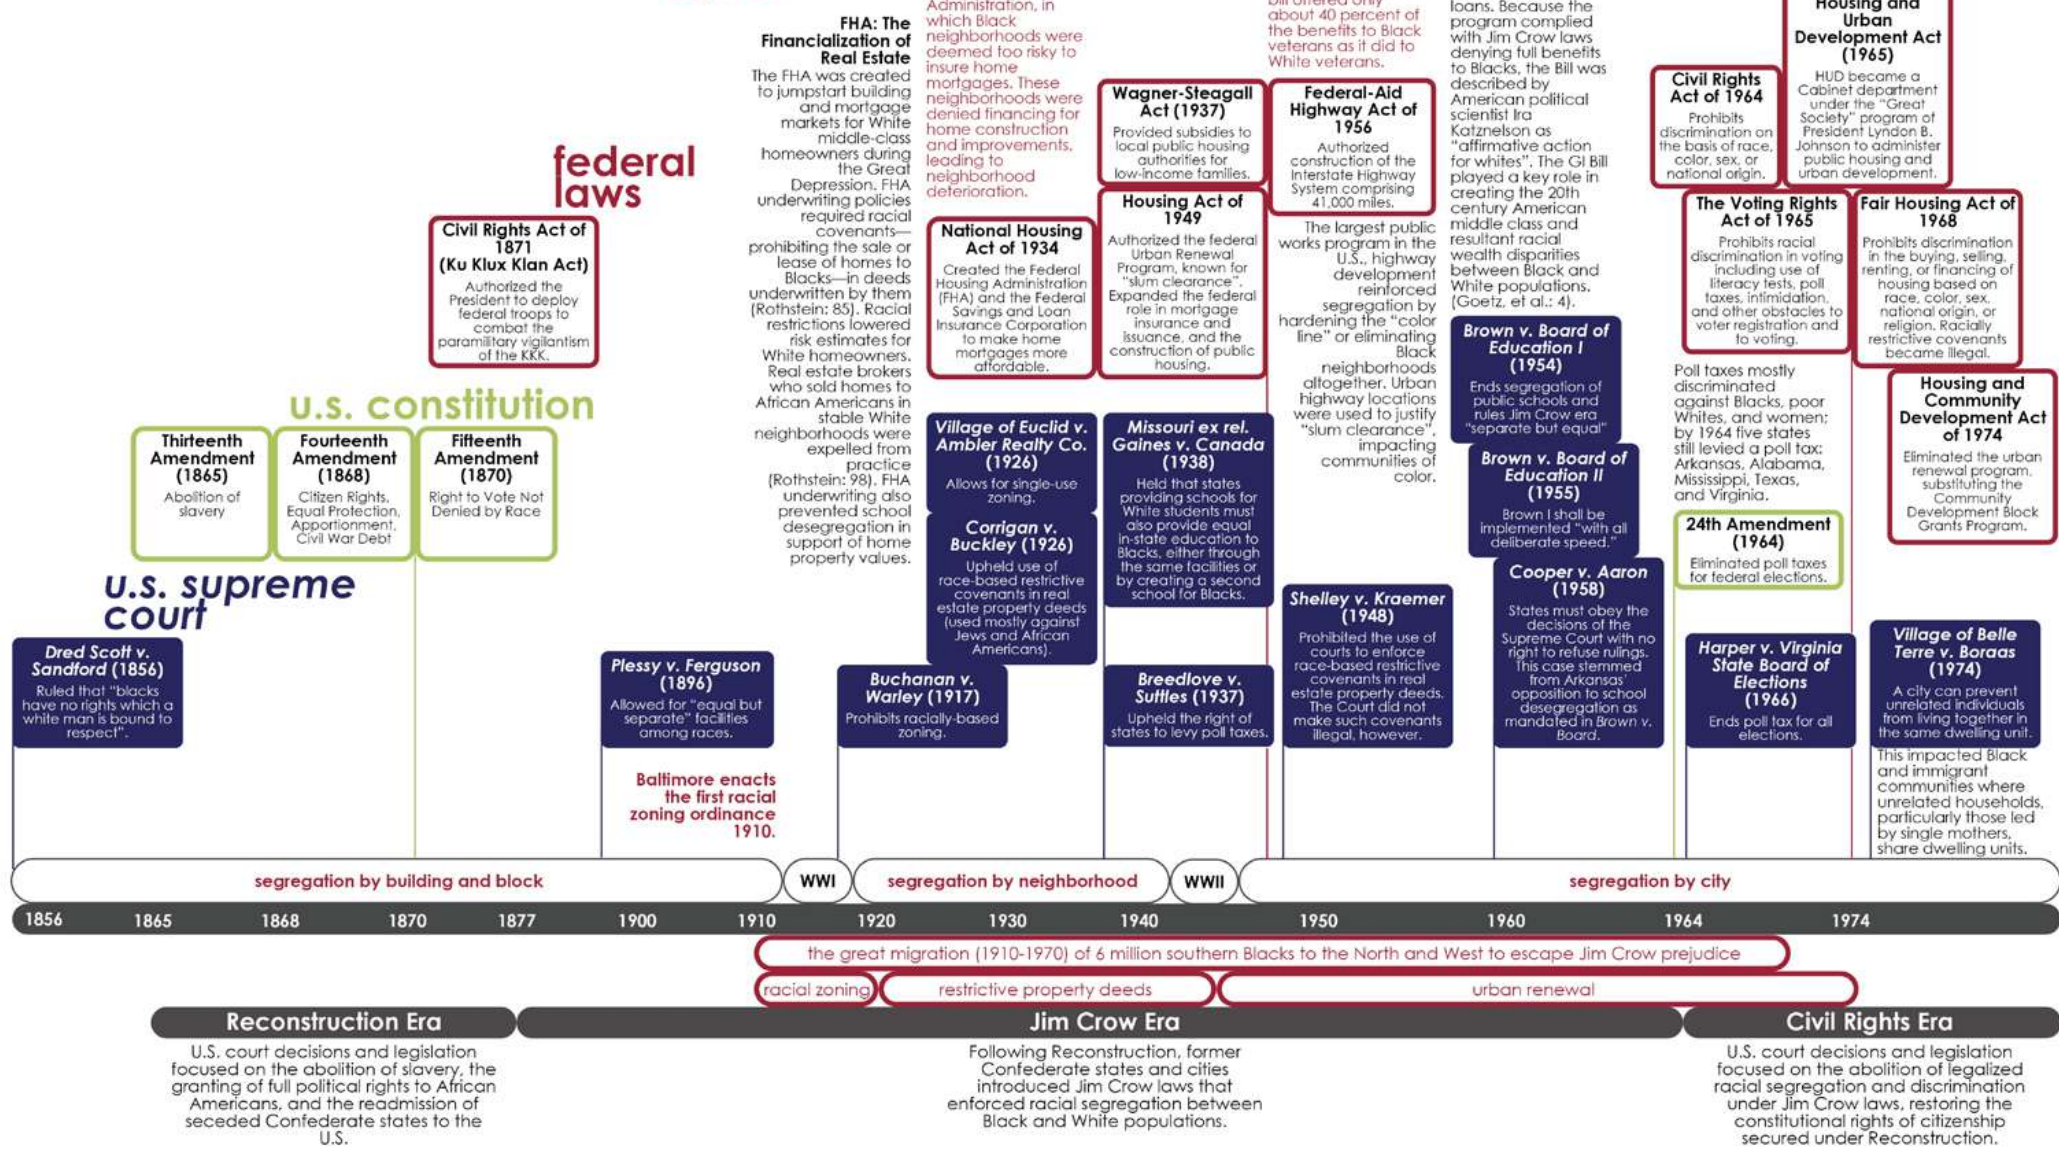 FHA: The
Financialization of
Real Estate
The FHA was created
to jumpstart building
and mortgage
markets for White
middle-class
homeowners during
the Great
Depression. FHA
underwriting policies
required racial
covenants—
prohibiting the sale or
lease of homes to
Blacks—in deeds
underwritten by them
(Rothstein: 85). Racial
restrictions lowered
risk estimates for
White homeowners.
Real estate brokers
who sold homes to
African Americans in
stable White
neighborhoods were
expelled from
practice
(Rothstein: 98). FHA
underwriting also
prevented school
desegregation in
support of home
property values.
Administration, in
which Black
neighborhoods were
deemed too risky to
insure home
mortgages. These
neighborhoods were
denied financing for
home construction
and improvements,
leading to
neighborhood
deterioration.
bill offered only
about 40 percent of
the benefits to Black
veterans as it did to
White veterans.
loans. Because the
program complied
with Jim Crow laws
denying full benefits
to Blacks, the Bill was
described by
American political
scientist Ira
Katznelson as
"affirmative action
for whites". The GI Bill
played a key role in
creating the 20th
century American
middle class and
resultant racial
wealth disparities
between Black and
White populations.
(Goetz, et al.: 4).
Housing and
Urban
Development Act
(1965)
HUD became a
Cabinet department
under the "Great
Society" program of
President Lyndon B.
Johnson to administer
public housing and
urban development.
Civil Rights
Act of 1964
Prohibits
discrimination on
the basis of race,
color, sex, or
national origin.
Wagner-Steagall
Act (1937)
Provided subsidies to
local public housing
authorities for
low-income families.
Federal-Aid
Highway Act of
1956
Authorized
construction of the
Interstate Highway
System comprising
41,000 miles.
The largest public
works program in the
U.S., highway
development
reinforced
segregation by
hardening the "color
line" or eliminating
Black
neighborhoods
altogether. Urban
highway locations
were used to justify
"slum clearance",
impacting
communities of
color.
federal
laws
Civil Rights Act of
1871
(Ku Klux Klan Act)
Authorized the
President to deploy
federal troops to
combat the
paramilitary vigilantism
of the KKK.
National Housing
Act of 1934
Created the Federal
Housing Administration
(FHA) and the Federal
Savings and Loan
Insurance Corporation
to make home
mortgages more
affordable.
Housing Act of
1949
Authorized the federal
Urban Renewal
Program, known for
"slum clearance".
Expanded the federal
role in mortgage
insurance and
issuance, and the
construction of public
housing.
The Voting Rights
Act of 1965
Prohibits racial
discrimination in voting
including use of
literacy tests, poll
taxes, intimidation,
and other obstacles to
voter registration and
to voting.
Fair Housing Act of
1968
Prohibits discrimination
in the buying, selling,
renting, or financing of
housing based on
race, color, sex,
national origin, or
religion. Racially
restrictive covenants
became illegal.
Poll taxes mostly
discriminated
against Blacks, poor
Whites, and women;
by 1964 five states
still levied a poll tax:
Arkansas, Alabama,
Mississippi, Texas,
and Virginia.
Housing and
Community
Development Act
of 1974
Eliminated the urban
renewal program,
substituting the
Community
Development Block
Grants Program.
u.s. constitution
Thirteenth
Amendment
(1865)
Abolition of
slavery
Fourteenth
Amendment
(1868)
Citizen Rights,
Equal Protection,
Apportionment,
Civil War Debt
Fifteenth
Amendment
(1870)
Right to Vote Not
Denied by Race
24th Amendment
(1964)
Eliminated poll taxes
for federal elections.
u.s. supreme
court
Dred Scott v.
Sandford (1856)
Ruled that "blacks
have no rights which a
white man is bound to
respect".
Plessy v. Ferguson
(1896)
Allowed for "equal but
separate" facilities
among races.
Buchanan v.
Warley (1917)
Prohibits racially-based
zoning.
Village of Euclid v.
Ambler Realty Co.
(1926)
Allows for single-use
zoning.
Corrigan v.
Buckley (1926)
Upheld use of
race-based restrictive
covenants in real
estate property deeds
(used mostly against
Jews and African
Americans).
Missouri ex rel.
Gaines v. Canada
(1938)
Held that states
providing schools for
White students must
also provide equal
in-state education to
Blacks, either through
the same facilities or
by creating a second
school for Blacks.
Breedlove v.
Suttles (1937)
Upheld the right of
states to levy poll taxes.
Shelley v. Kraemer
(1948)
Prohibited the use of
courts to enforce
race-based restrictive
covenants in real
estate property deeds.
The Court did not
make such covenants
illegal, however.
Brown v. Board of
Education I
(1954)
Ends segregation of
public schools and
rules Jim Crow era
"separate but equal"
Brown v. Board of
Education II
(1955)
Brown I shall be
implemented "with all
deliberate speed."
Cooper v. Aaron
(1958)
States must obey the
decisions of the
Supreme Court with no
right to refuse rulings.
This case stemmed
from Arkansas'
opposition to school
desegregation as
mandated in Brown v.
Board.
Harper v. Virginia
State Board of
Elections
(1966)
Ends poll tax for all
elections.
Village of Belle
Terre v. Boraas
(1974)
A city can prevent
unrelated individuals
from living together in
the same dwelling unit.
This impacted Black
and immigrant
communities where
unrelated households,
particularly those led
by single mothers,
share dwelling units.
Baltimore enacts
the first racial
zoning ordinance
1910.
segregation by building and block
WWI
segregation by neighborhood
WWII
segregation by city
1856 1865 1868 1870 1877 1900 1910 1920 1930 1940 1950 1960 1964 1974
the great migration (1910-1970) of 6 million southern Blacks to the North and West to escape Jim Crow prejudice
racial zoning
restrictive property deeds
urban renewal
Reconstruction Era
U.S. court decisions and legislation
focused on the abolition of slavery, the
granting of full political rights to African
Americans, and the readmission of
seceded Confederate states to the
U.S.
Jim Crow Era
Following Reconstruction, former
Confederate states and cities
introduced Jim Crow laws that
enforced racial segregation between
Black and White populations.
Civil Rights Era
U.S. court decisions and legislation
focused on the abolition of legalized
racial segregation and discrimination
under Jim Crow laws, restoring the
constitutional rights of citizenship
secured under Reconstruction.